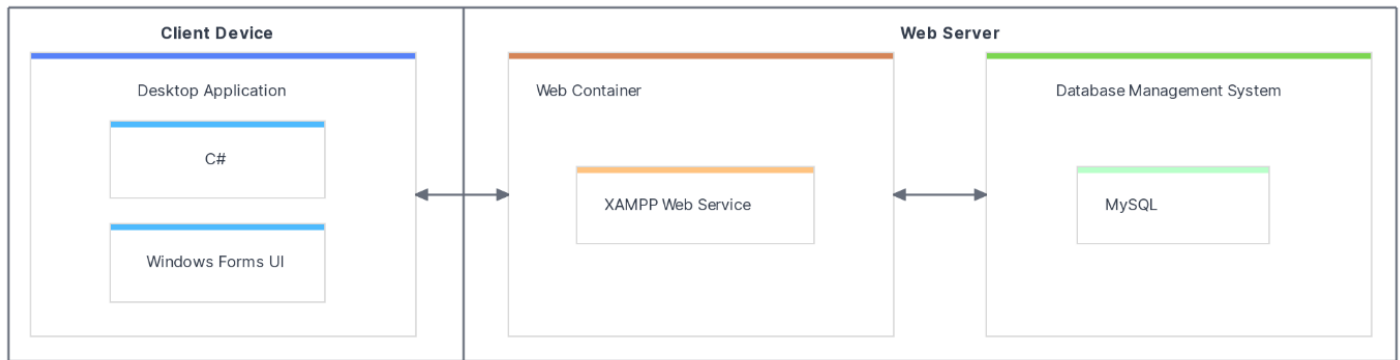 Client Device
Web Server
Desktop Application
C#
Windows Forms UI
Web Container
XAMPP Web Service
Database Management System
MySQL